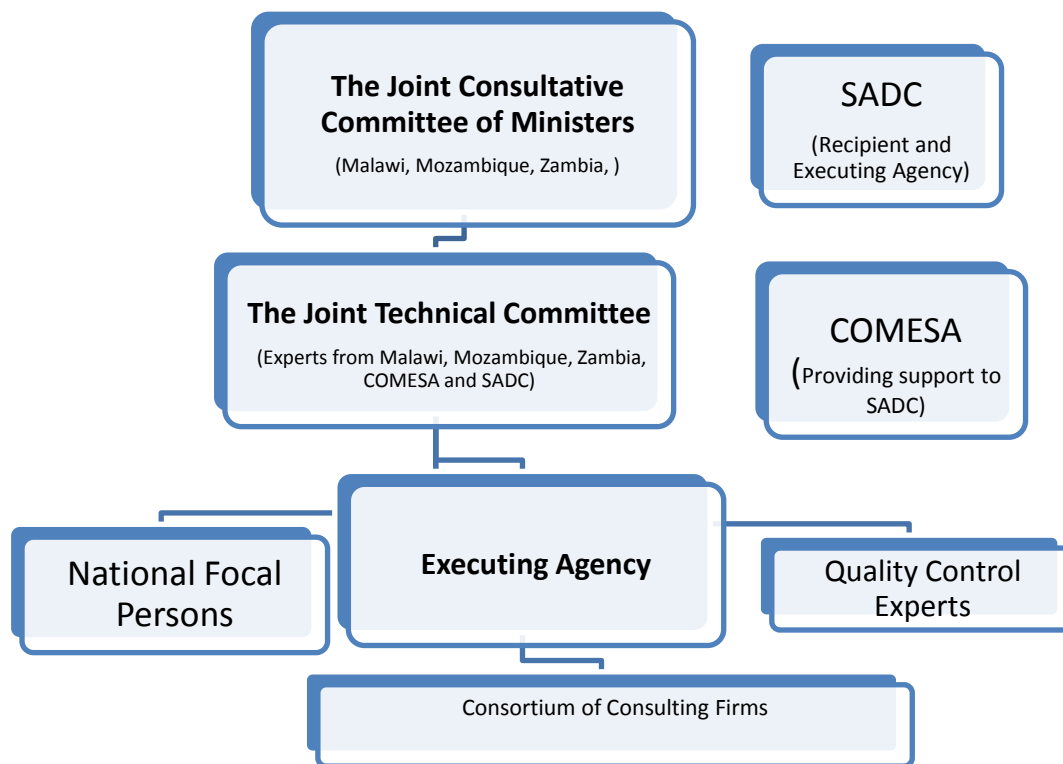 The Joint Consultative
Committee of Ministers
(Malawi, Mozambique, Zambia, )
SADC
(Recipient and
Executing Agency)
The Joint Technical Committee
(Experts from Malawi, Mozambique, Zambia,
COMESA and SADC)
COMESA
(Providing support to
SADC)
National Focal
Persons
Executing Agency
Quality Control
Experts
Consortium of Consulting Firms